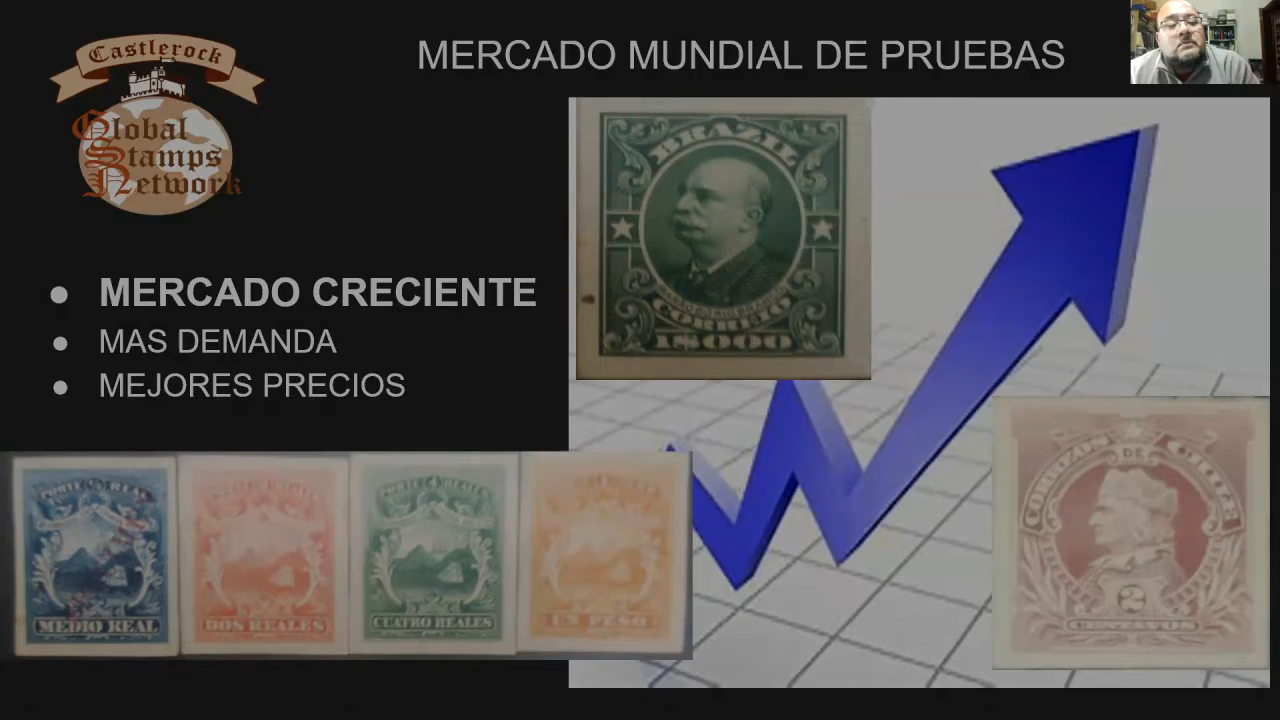 Castlerock
Global
Stamps
Network
MERCADO MUNDIAL DE PRUEBAS
MERCADO CRECIENTE
MAS DEMANDA
MEJORES PRECIOS
BRAZIL
CORREIO
1$000
MEDIO REAL
DOS REALES
CUATRO REALES
UN PESO
CORREOS DE CHILE
2
CENTAVOS